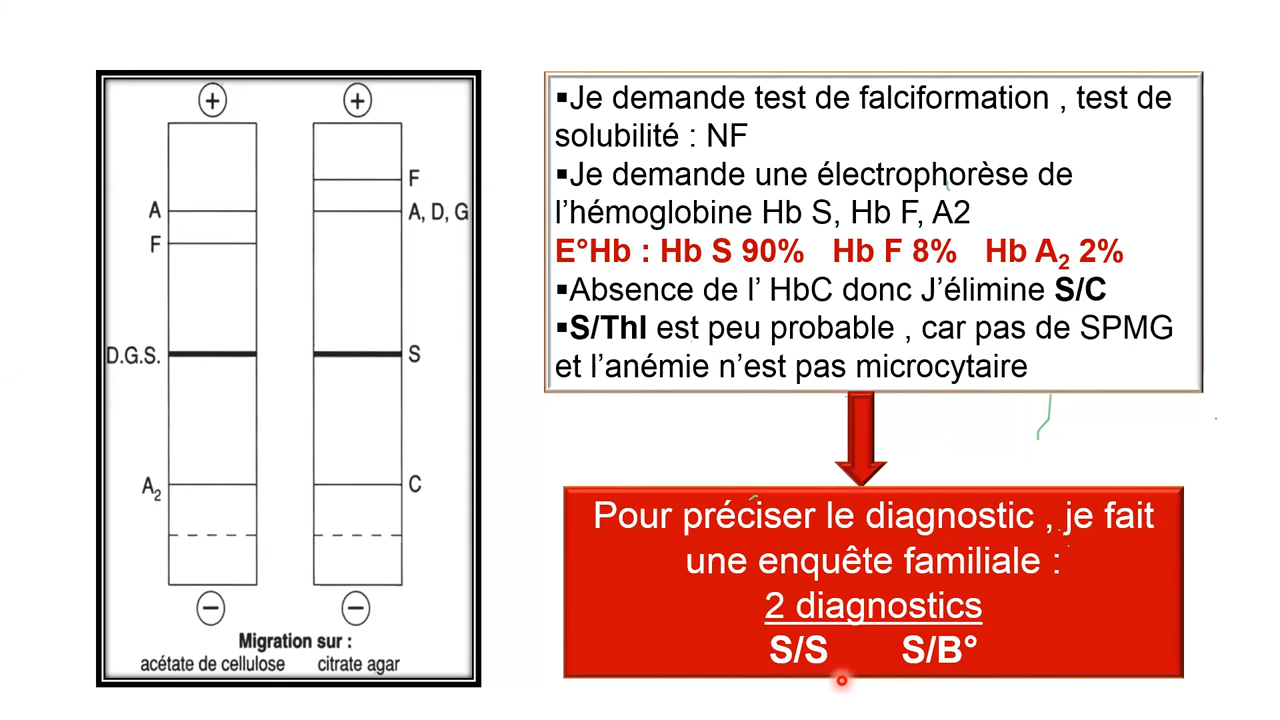 + +
F
A A, D, G
F
D.G.S. S
A2 C
− −
Migration sur :
acétate de cellulose citrate agar
▪Je demande test de falciformation , test de
solubilité : NF
▪Je demande une électrophorèse de
l’hémoglobine Hb S, Hb F, A2
E°Hb : Hb S 90% Hb F 8% Hb A2 2%
▪Absence de l’ HbC donc J’élimine S/C
▪S/Thl est peu probable , car pas de SPMG
et l’anémie n’est pas microcytaire
Pour préciser le diagnostic , je fait
une enquête familiale :
2 diagnostics
S/S S/B°